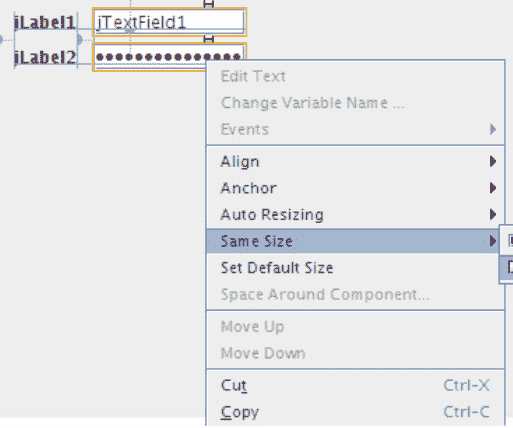 jLabel1 jTextField1
jLabel2
Edit Text
Change Variable Name ...
Events
Align
Anchor
Auto Resizing
Same Size
Set Default Size
Space Around Component...
Move Up
Move Down
Cut Ctrl-X
Copy Ctrl-C